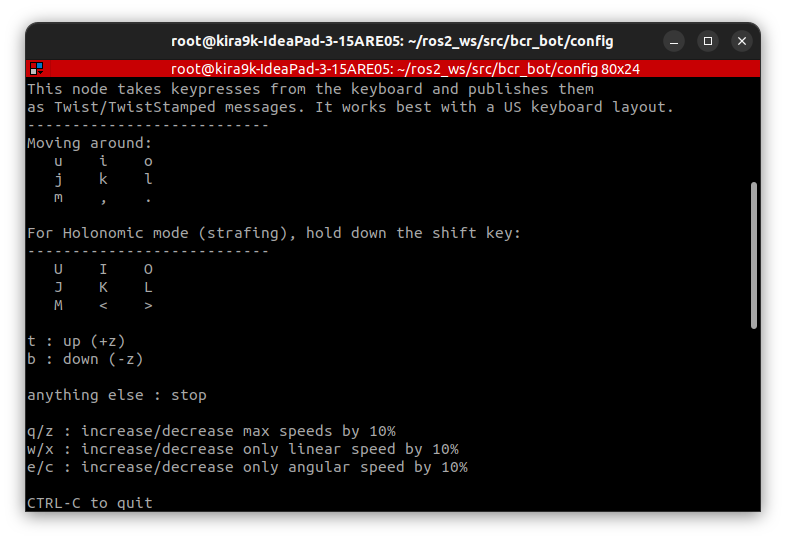 root@kira9k-IdeaPad-3-15ARE05: ~/ros2_ws/src/bcr_bot/config
root@kira9k-IdeaPad-3-15ARE05: ~/ros2_ws/src/bcr_bot/config 80x24
This node takes keypresses from the keyboard and publishes them
as Twist/TwistStamped messages. It works best with a US keyboard layout.
---------------------------
Moving around:
   u    i    o
   j    k    l
   m    ,    .

For Holonomic mode (strafing), hold down the shift key:
---------------------------
   U    I    O
   J    K    L
   M    <    >

t : up (+z)
b : down (-z)

anything else : stop

q/z : increase/decrease max speeds by 10%
w/x : increase/decrease only linear speed by 10%
e/c : increase/decrease only angular speed by 10%

CTRL-C to quit